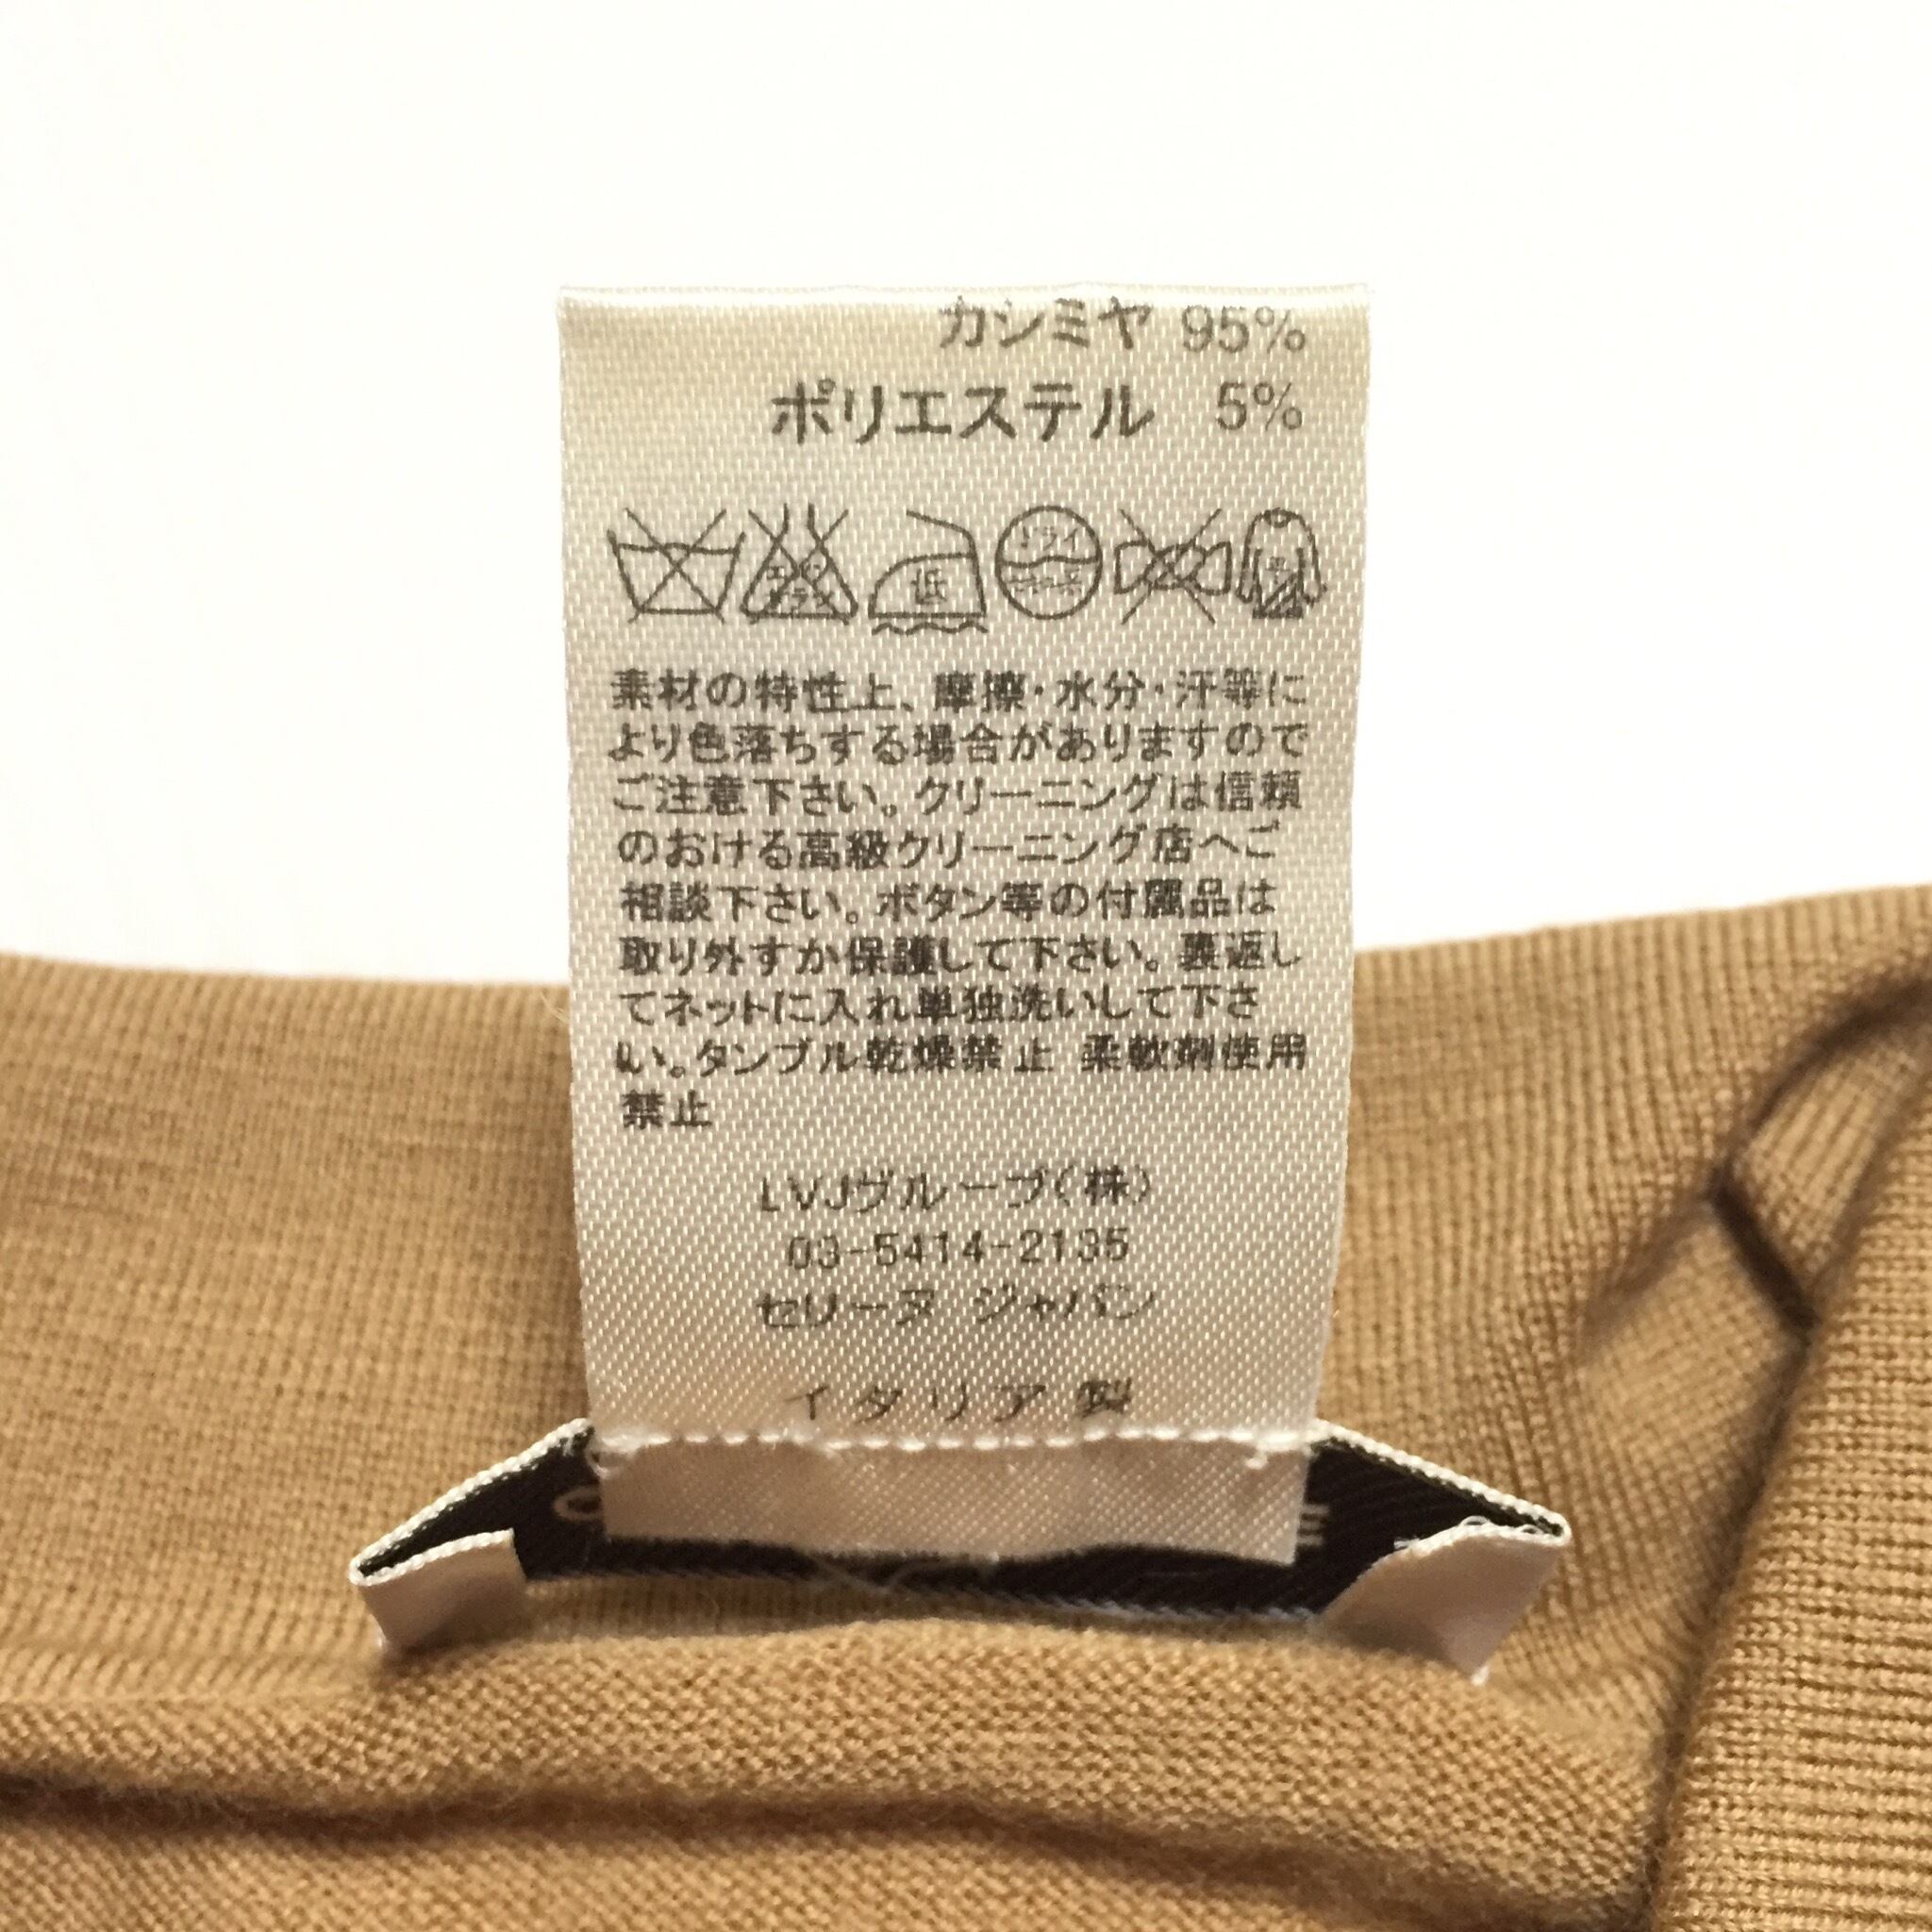 カシミヤ 95%
ポリエステル 5%
低
ドライ
素材の特性上、摩擦・水分・汗等に
より色落ちする場合がありますので
ご注意下さい。クリーニングは信頼
のおける高級クリーニング店へご
相談下さい。ボタン等の付属品は
取り外すか保護して下さい。裏返し
てネットに入れ単独洗いして下さ
い。タンブル乾燥禁止 柔軟剤使用
禁止
LVJグループ(株)
03-5414-2135
セリーヌ ジャパン
イタリア製